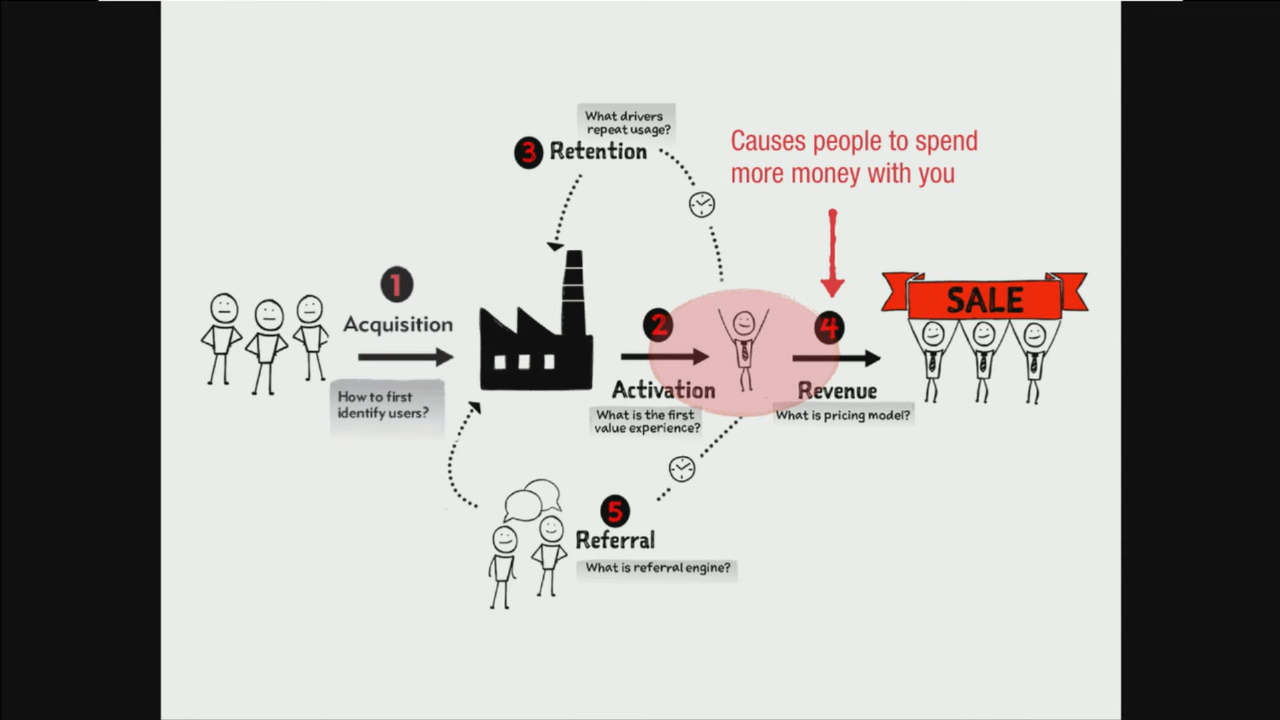 What drivers
repeat usage?
3 Retention
Causes people to spend
more money with you
1
Acquisition
How to first
identify users?
2
Activation
What is the first
value experience?
4
Revenue
What is pricing model?
SALE
5
Referral
What is referral engine?